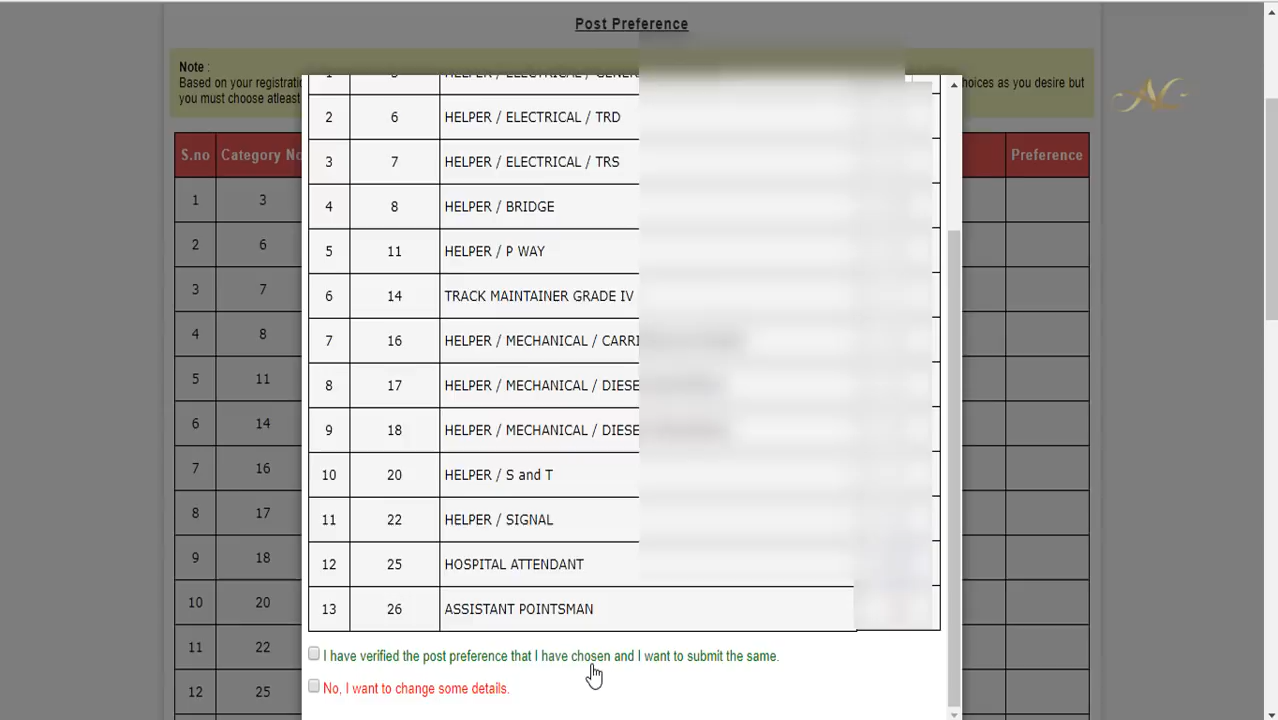 Post Preference
Note :
Based on your registrati
hoices as you desire but
you must choose atleast
S.no Category No Preference
1 3
2 6
3 7
4 8
5 11
6 14
7 16
8 17
9 18
10 20
11 22
12 25
2 6 HELPER / ELECTRICAL / TRD
3 7 HELPER / ELECTRICAL / TRS
4 8 HELPER / BRIDGE
5 11 HELPER / P WAY
6 14 TRACK MAINTAINER GRADE IV
7 16 HELPER / MECHANICAL / CARRI
8 17 HELPER / MECHANICAL / DIESE
9 18 HELPER / MECHANICAL / DIESE
10 20 HELPER / S and T
11 22 HELPER / SIGNAL
12 25 HOSPITAL ATTENDANT
13 26 ASSISTANT POINTSMAN
I have verified the post preference that I have chosen and I want to submit the same.
No, I want to change some details.